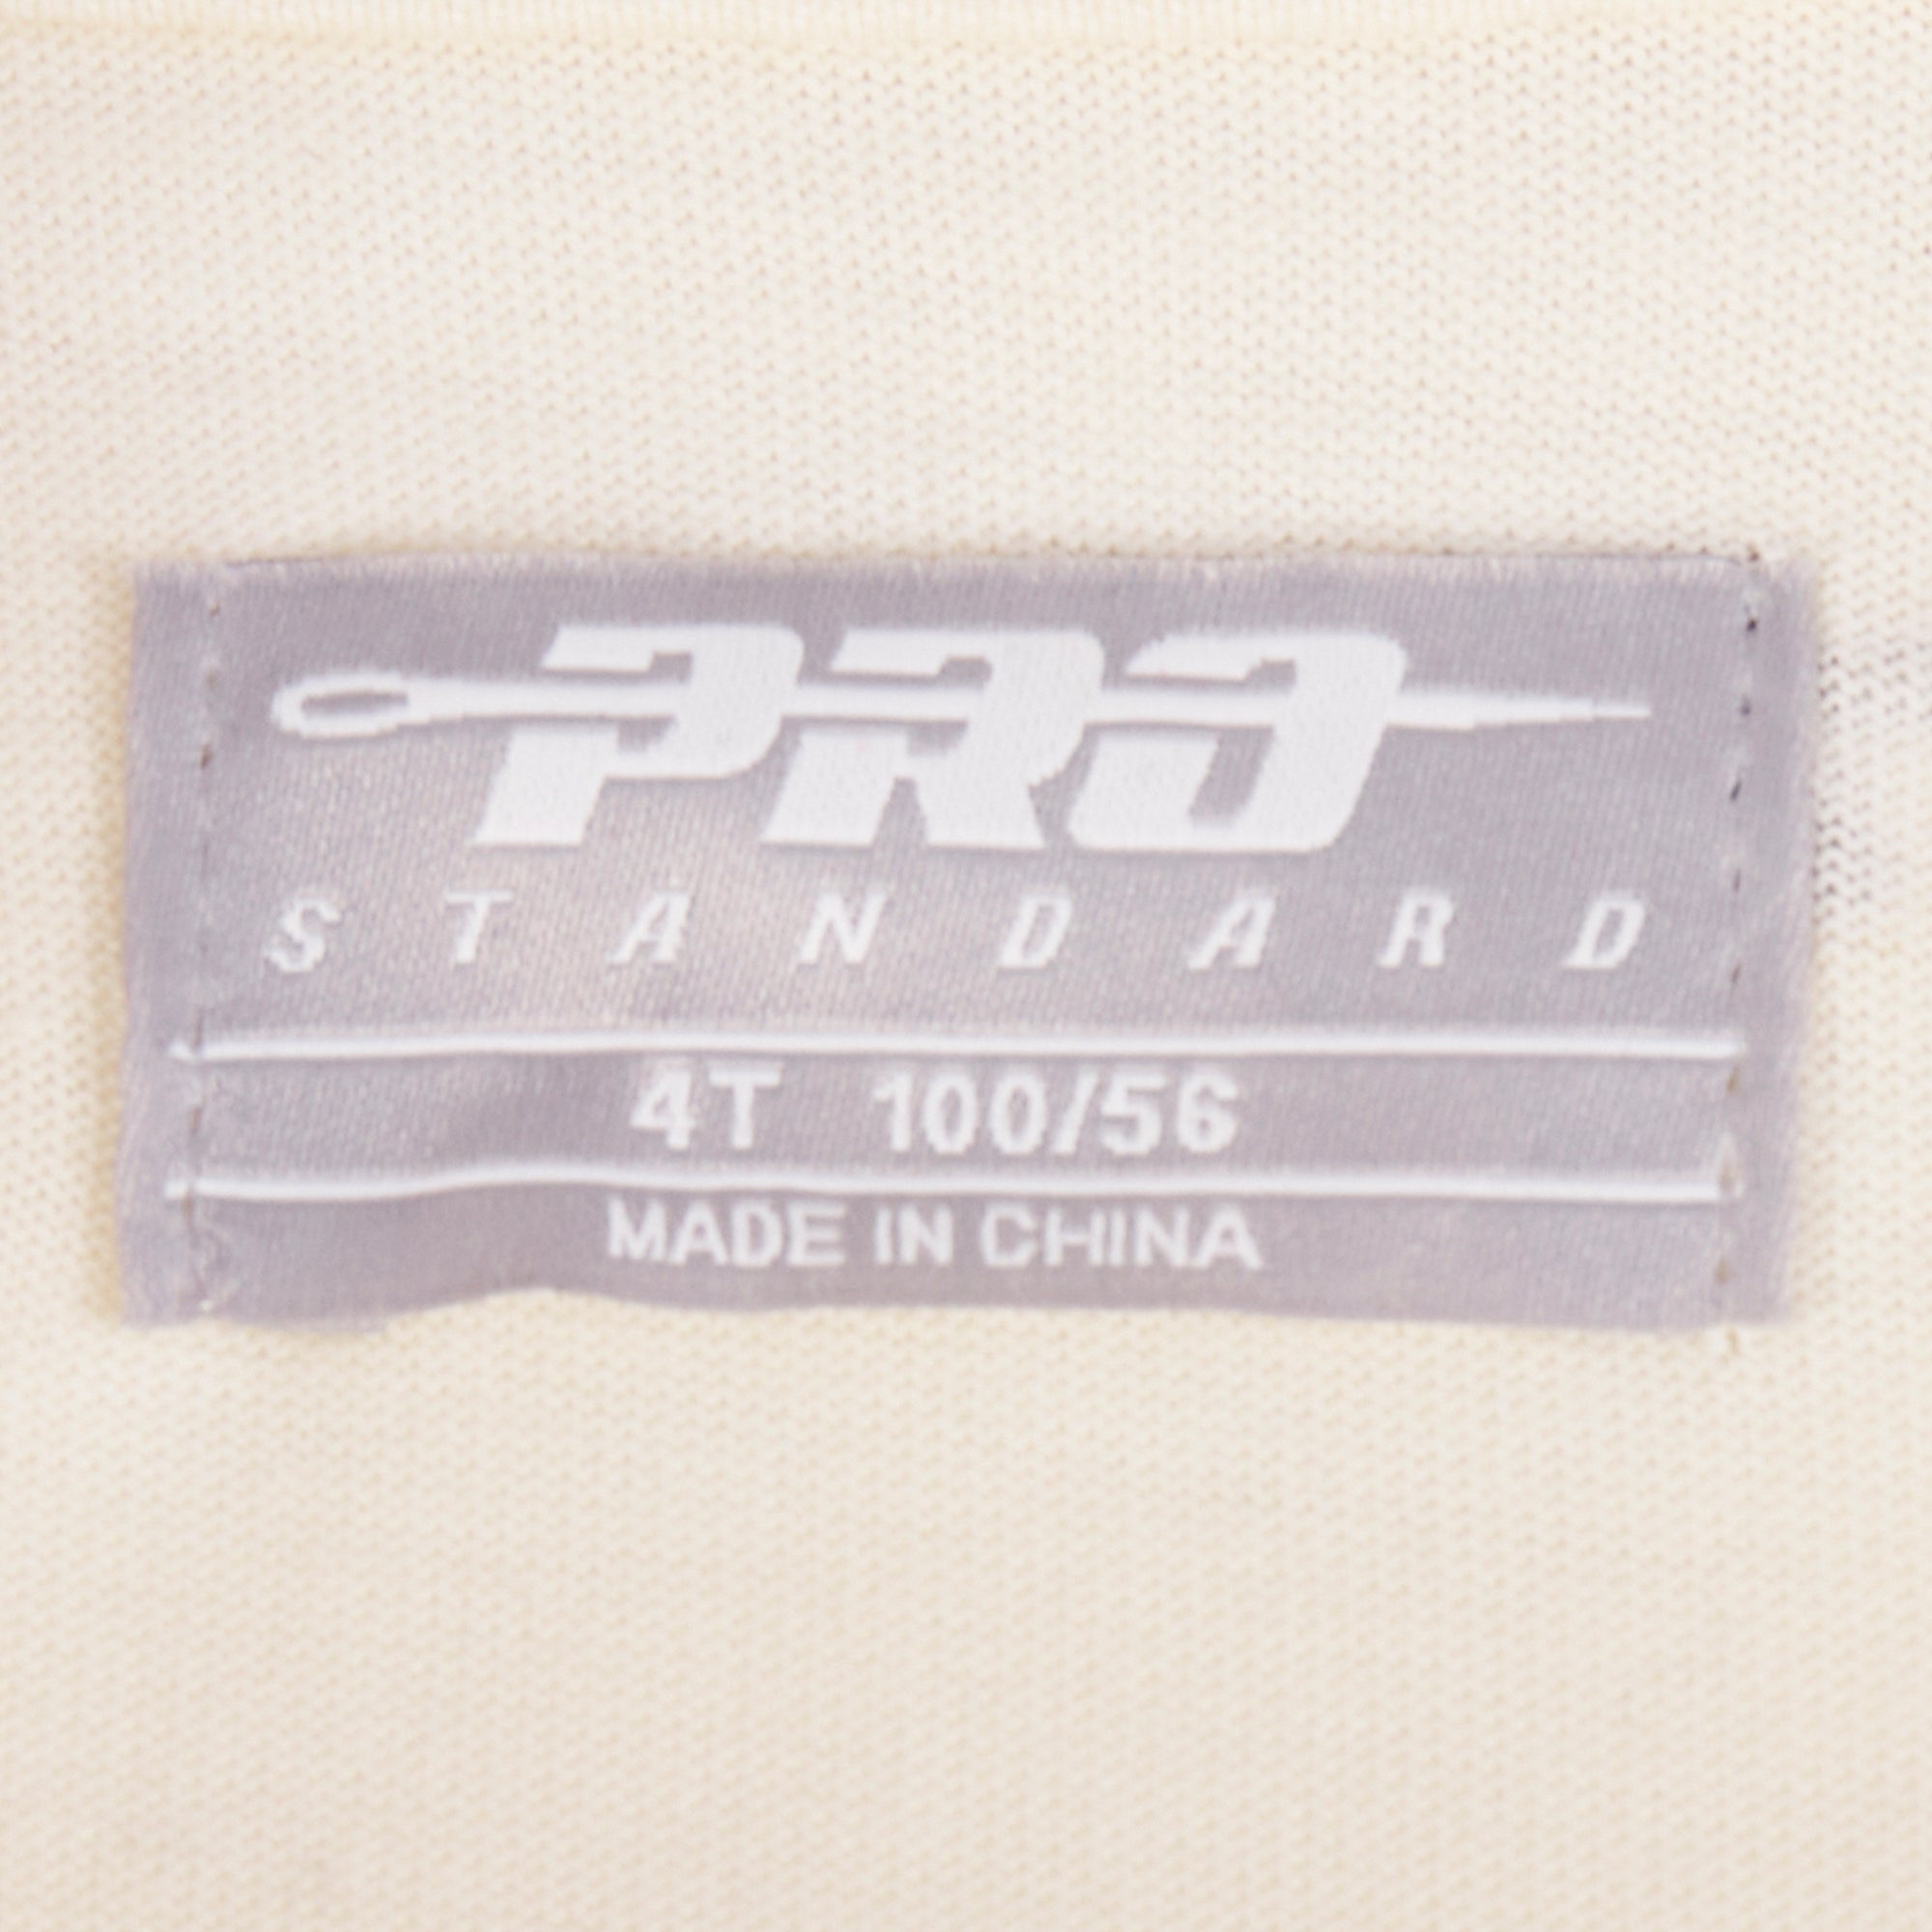 PRO
STANDARD
4T 100/56
MADE IN CHINA